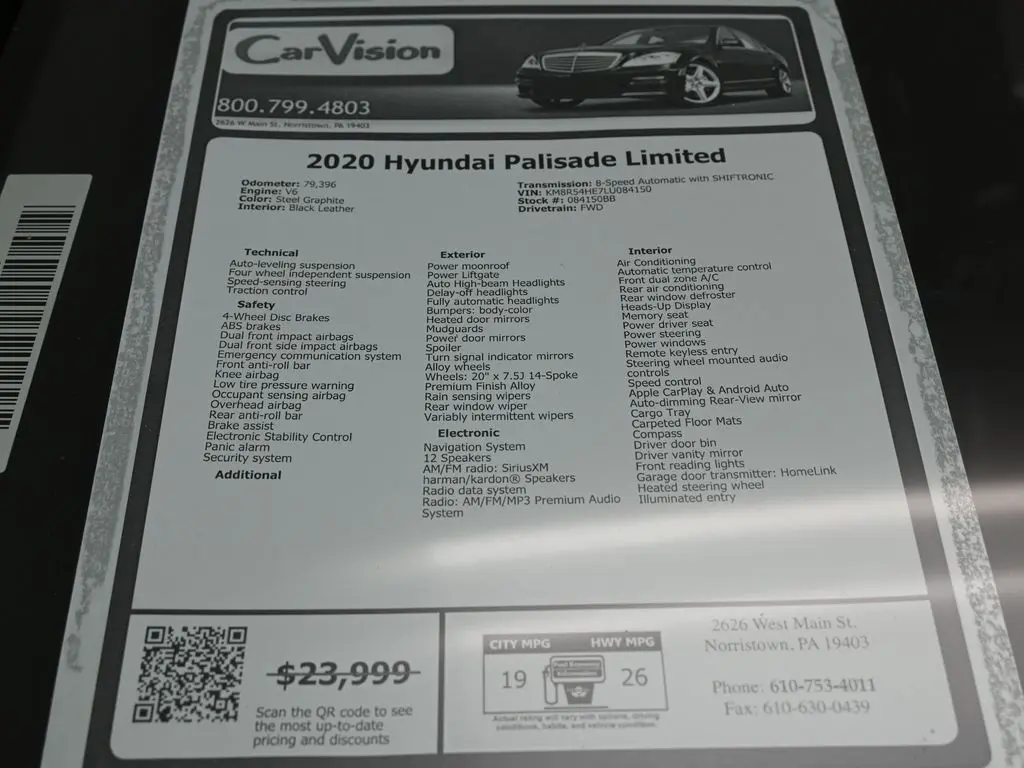 CarVision
800.799.4803
2626 W Main St, Norristown, PA 19403
2020 Hyundai Palisade Limited
Odometer: 79,396
Engine: V6
Color: Steel Graphite
Interior: Black Leather
Transmission: 8-Speed Automatic with SHIFTRONIC
VIN: KM8R54HE7LU084150
Stock #: 084150BB
Drivetrain: FWD
Technical
Auto-leveling suspension
Four wheel independent suspension
Speed-sensing steering
Traction control
Safety
4-Wheel Disc Brakes
ABS brakes
Dual front impact airbags
Dual front side impact airbags
Emergency communication system
Front anti-roll bar
Knee airbag
Low tire pressure warning
Occupant sensing airbag
Overhead airbag
Rear anti-roll bar
Brake assist
Electronic Stability Control
Panic alarm
Security system
Additional
Exterior
Power moonroof
Power Liftgate
Auto High-beam Headlights
Delay-off headlights
Fully automatic headlights
Bumpers: body-color
Heated door mirrors
Mudguards
Power door mirrors
Spoiler
Turn signal indicator mirrors
Alloy wheels
Wheels: 20" x 7.5J 14-Spoke
Premium Finish Alloy
Rain sensing wipers
Rear window wiper
Variably intermittent wipers
Electronic
Navigation System
12 Speakers
AM/FM radio: SiriusXM
harman/kardon® Speakers
Radio data system
Radio: AM/FM/MP3 Premium Audio
System
Interior
Air Conditioning
Automatic temperature control
Front dual zone A/C
Rear air conditioning
Rear window defroster
Heads-Up Display
Memory seat
Power driver seat
Power steering
Power windows
Remote keyless entry
Steering wheel mounted audio
controls
Speed control
Apple CarPlay & Android Auto
Auto-dimming Rear-View mirror
Cargo Tray
Carpeted Floor Mats
Compass
Driver door bin
Driver vanity mirror
Front reading lights
Garage door transmitter: HomeLink
Heated steering wheel
Illuminated entry
$23,999
Scan the QR code to see
the most up-to-date
pricing and discounts
CITY MPG HWY MPG
19 26
Actual rating will vary with options, driving
conditions, habits, and vehicle condition.
2626 West Main St.
Norristown, PA 19403
Phone: 610-753-4011
Fax: 610-630-0439